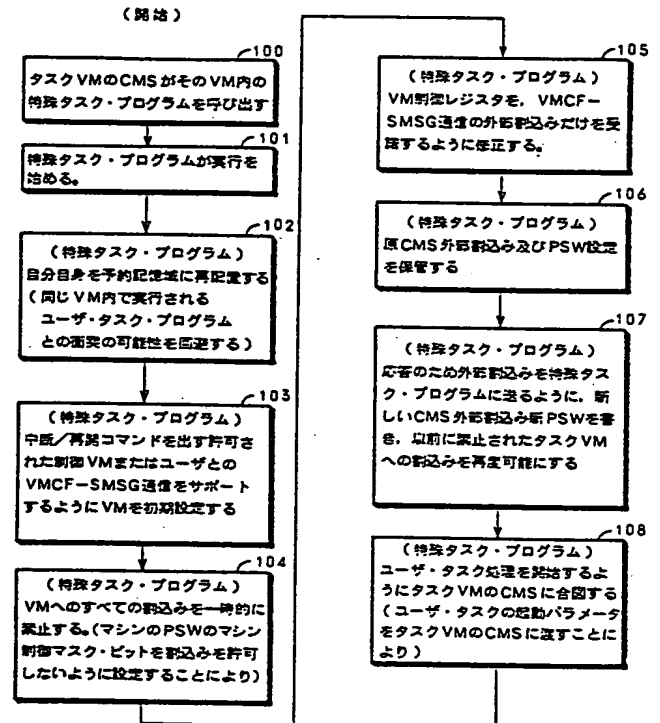 (開始)
100
タスクVMのCMSがそのVM内の
特殊タスク・プログラムを呼び出す
101
特殊タスク・プログラムが実行を
始める。
102
(特殊タスク・プログラム)
自分自身を予約記憶域に再配置する
(同じVM内で実行される
ユーザ・タスク・プログラム
との衝突の可能性を回避する)
103
(特殊タスク・プログラム)
中断/再発コマンドを出す許可さ
れた制御VMまたはユーザとの
VMCF-SMSG通信をサポート
するようにVMを初期設定する
104
(特殊タスク・プログラム)
VMへのすべての割込みを一時的に
禁止する。(マシンのPSWのマシン
制御マスク・ビットを割込みを許可
しないように設定することにより)
105
(特殊タスク・プログラム)
VM制御レジスタを、VMCF-
SMSG通信の外部割込みだけを受
諾するように修正する。
106
(特殊タスク・プログラム)
原CMS外部割込み及びPSW設定
を保管する
107
(特殊タスク・プログラム)
応答のため外部割込みを特殊タス
ク・プログラムに送るように、新
しいCMS外部割込み新PSWを書
き、以前に禁止されたタスクVM
への割込みを再度可能にする
108
(特殊タスク・プログラム)
ユーザ・タスク処理を開始するよ
うにタスクVMのCMSに合図する
(ユーザ・タスクの起動パラメータ
をタスクVMのCMSに渡すことに
より)